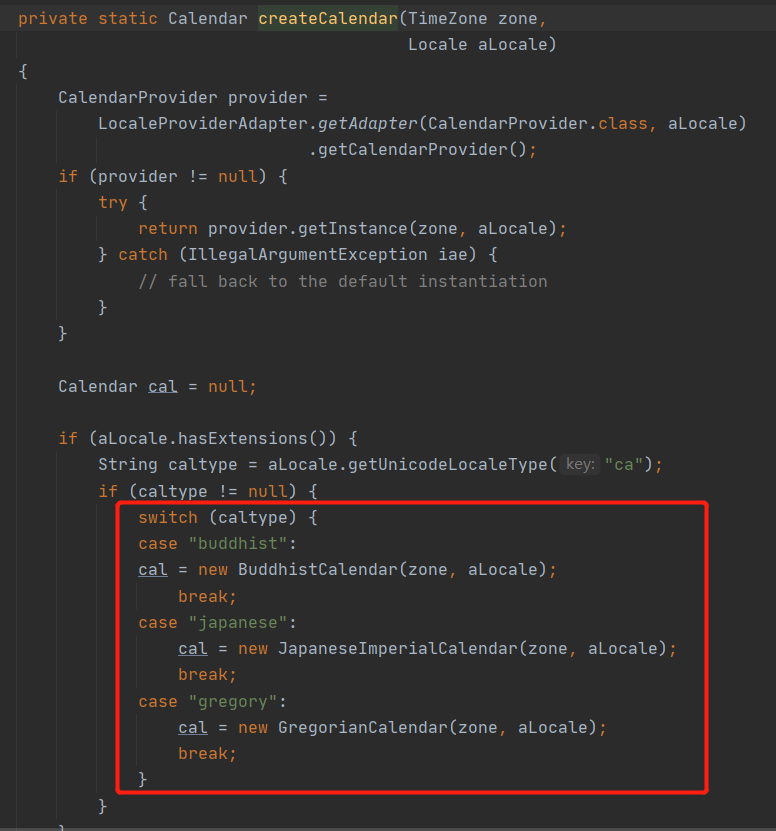 private static Calendar createCalendar(TimeZone zone,
                                       Locale aLocale)
{
    CalendarProvider provider =
        LocaleProviderAdapter.getAdapter(CalendarProvider.class, aLocale)
                             .getCalendarProvider();
    if (provider != null) {
        try {
            return provider.getInstance(zone, aLocale);
        } catch (IllegalArgumentException iae) {
            // fall back to the default instantiation
        }
    }

    Calendar cal = null;

    if (aLocale.hasExtensions()) {
        String caltype = aLocale.getUnicodeLocaleType( key: "ca");
        if (caltype != null) {
            switch (caltype) {
            case "buddhist":
            cal = new BuddhistCalendar(zone, aLocale);
                break;
            case "japanese":
                cal = new JapaneseImperialCalendar(zone, aLocale);
                break;
            case "gregory":
                cal = new GregorianCalendar(zone, aLocale);
                break;
            }
        }
    }